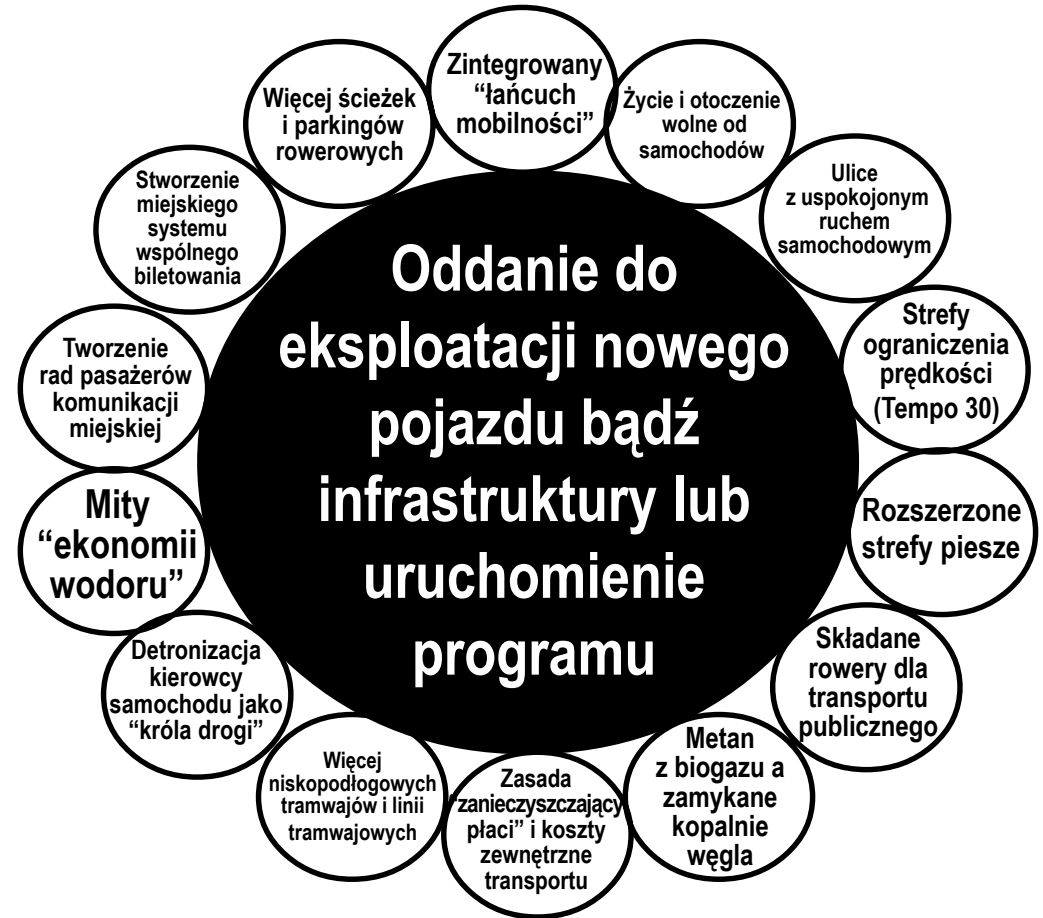 Zintegrowany
“łańcuch
mobilności”
Życie i otoczenie
wolne od
samochodów
Ulice
z uspokojonym
ruchem
samochodowym
Strefy
ograniczenia
prędkości
(Tempo 30)
Rozszerzone
strefy piesze
Składane
rowery dla
transportu
publicznego
Metan
z biogazu a
zamykane
kopalnie
węgla
Zasada
“zanieczyszczający
płaci” i koszty
zewnętrzne
transportu
Więcej
niskopodłogowych
tramwajów i linii
tramwajowych
Detronizacja
kierowcy
samochodu jako
“króla drogi”
Mity
“ekonomii
wodoru”
Tworzenie
rad pasażerów
komunikacji
miejskiej
Stworzenie
miejskiego
systemu
wspólnego
biletowania
Więcej ścieżek
i parkingów
rowerowych
Oddanie do
eksploatacji nowego
pojazdu bądź
infrastruktury lub
uruchomienie
programu